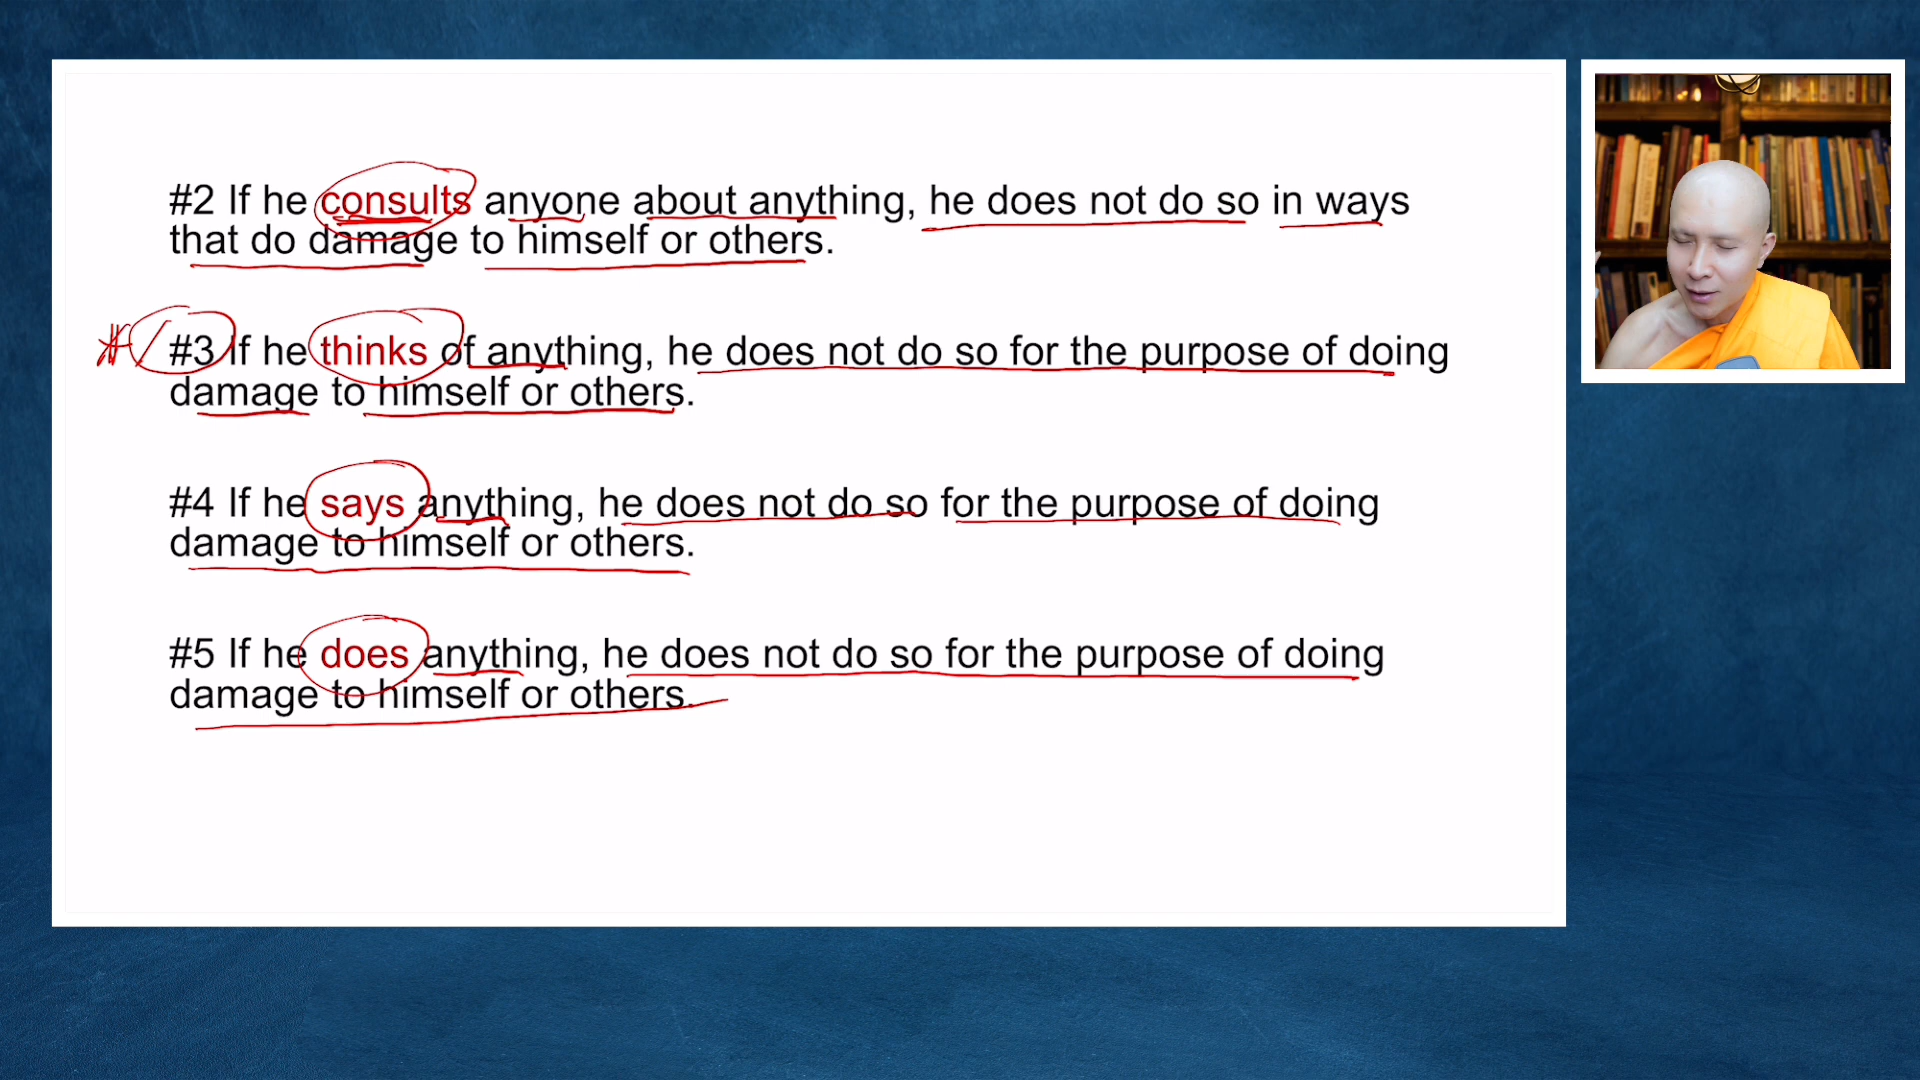 #2 If he consults anyone about anything, he does not do so in ways
that do damage to himself or others.
#3 If he thinks of anything, he does not do so for the purpose of doing
damage to himself or others.
#4 If he says anything, he does not do so for the purpose of doing
damage to himself or others.
#5 If he does anything, he does not do so for the purpose of doing
damage to himself or others.